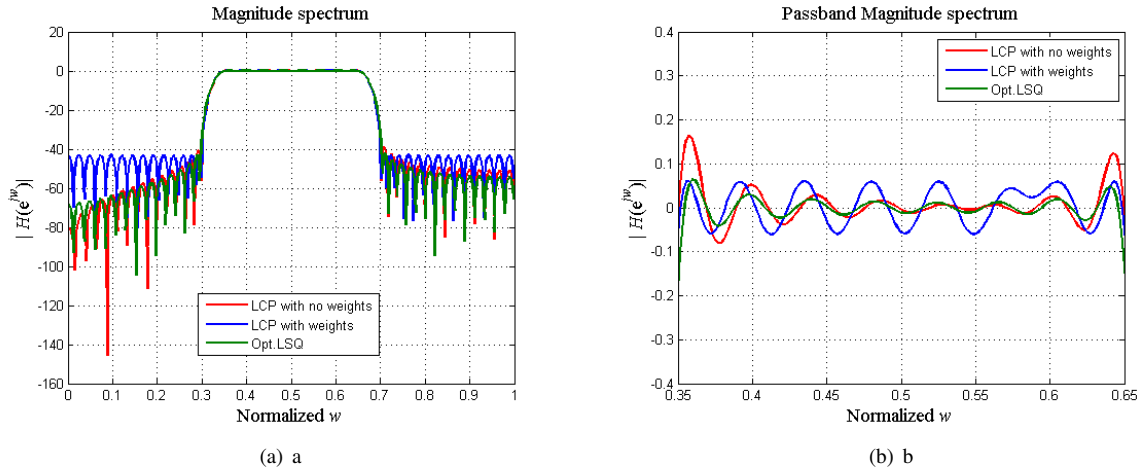 Magnitude spectrum
20
0
-20
-40
-60
-80
-100
-120
-140
-160
| H(e^jw)|
LCP with no weights
LCP with weights
Opt.LSQ
0 0.1 0.2 0.3 0.4 0.5 0.6 0.7 0.8 0.9 1
Normalized w
(a) a
Passband Magnitude spectrum
0.4
0.3
0.2
0.1
0
-0.1
-0.2
-0.3
-0.4
| H(e^jw)|
LCP with no weights
LCP with weights
Opt.LSQ
0.35 0.4 0.45 0.5 0.55 0.6 0.65
Normalized w
(b) b